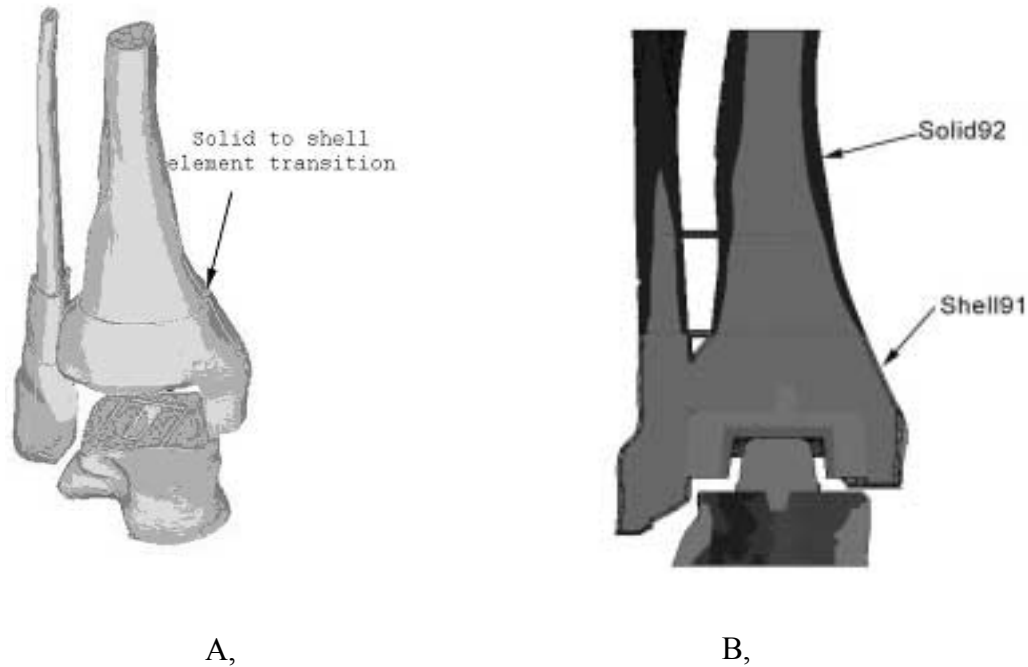 Solid to shell
element transition
Solid92
Shell91
A,
B,